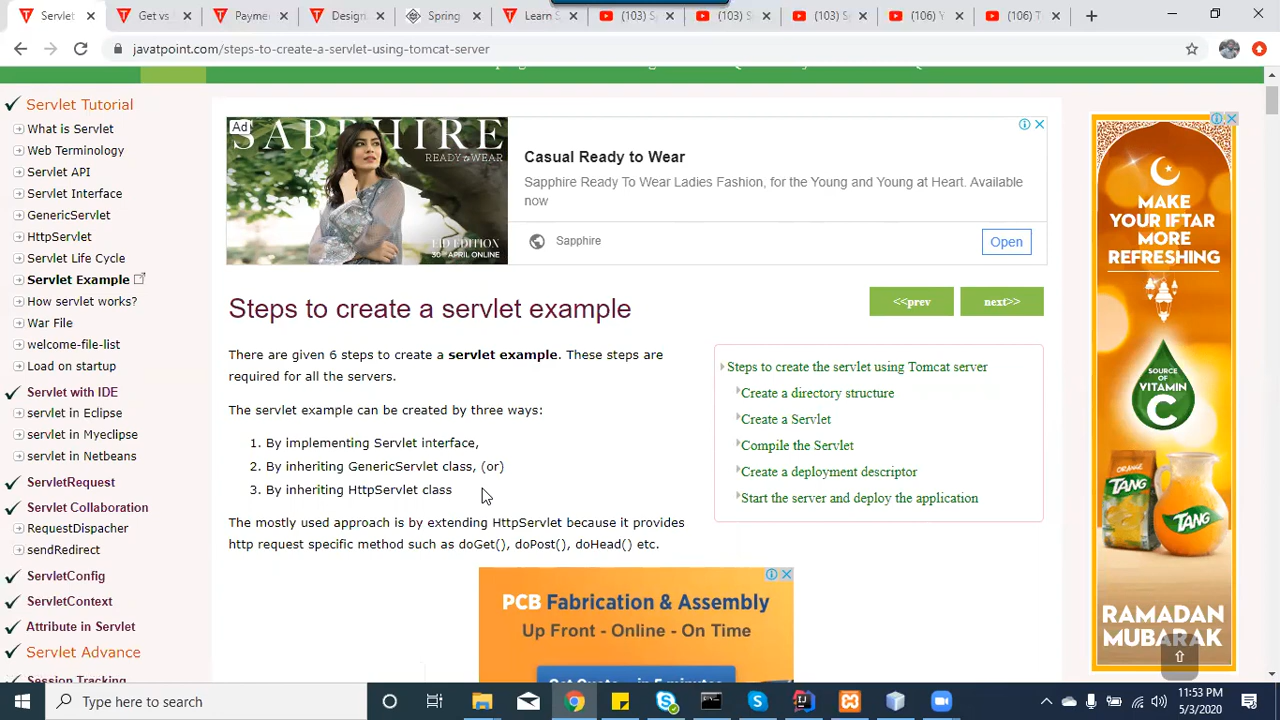 Servlet
Get vs
Payme
Design
Spring
Learn S
(103) S
(103) S
(103) S
(106) T
(106) T
javatpoint.com/steps-to-create-a-servlet-using-tomcat-server
Servlet Tutorial
What is Servlet
Web Terminology
Servlet API
Servlet Interface
GenericServlet
HttpServlet
Servlet Life Cycle
Servlet Example
How servlet works?
War File
welcome-file-list
Load on startup
Servlet with IDE
servlet in Eclipse
servlet in Myeclipse
servlet in Netbeans
ServletRequest
Servlet Collaboration
RequestDispacher
sendRedirect
ServletConfig
ServletContext
Attribute in Servlet
Servlet Advance
Session Tracking
Ad
SAPPHIRE
READY to WEAR
EID EDITION
30th APRIL ONLINE
Casual Ready to Wear
Sapphire Ready To Wear Ladies Fashion, for the Young and Young at Heart. Available
now
Sapphire
Open
Steps to create a servlet example
<<prev
next>>
There are given 6 steps to create a servlet example. These steps are
required for all the servers.
The servlet example can be created by three ways:
1. By implementing Servlet interface,
2. By inheriting GenericServlet class, (or)
3. By inheriting HttpServlet class
The mostly used approach is by extending HttpServlet because it provides
http request specific method such as doGet(), doPost(), doHead() etc.
Steps to create the servlet using Tomcat server
Create a directory structure
Create a Servlet
Compile the Servlet
Create a deployment descriptor
Start the server and deploy the application
PCB Fabrication & Assembly
Up Front - Online - On Time
MAKE
YOUR IFTAR
MORE
REFRESHING
SOURCE OF
VITAMIN
C
ORANGE
TANG
TANG
RAMADAN
MUBARAK
Type here to search
11:53 PM
5/3/2020